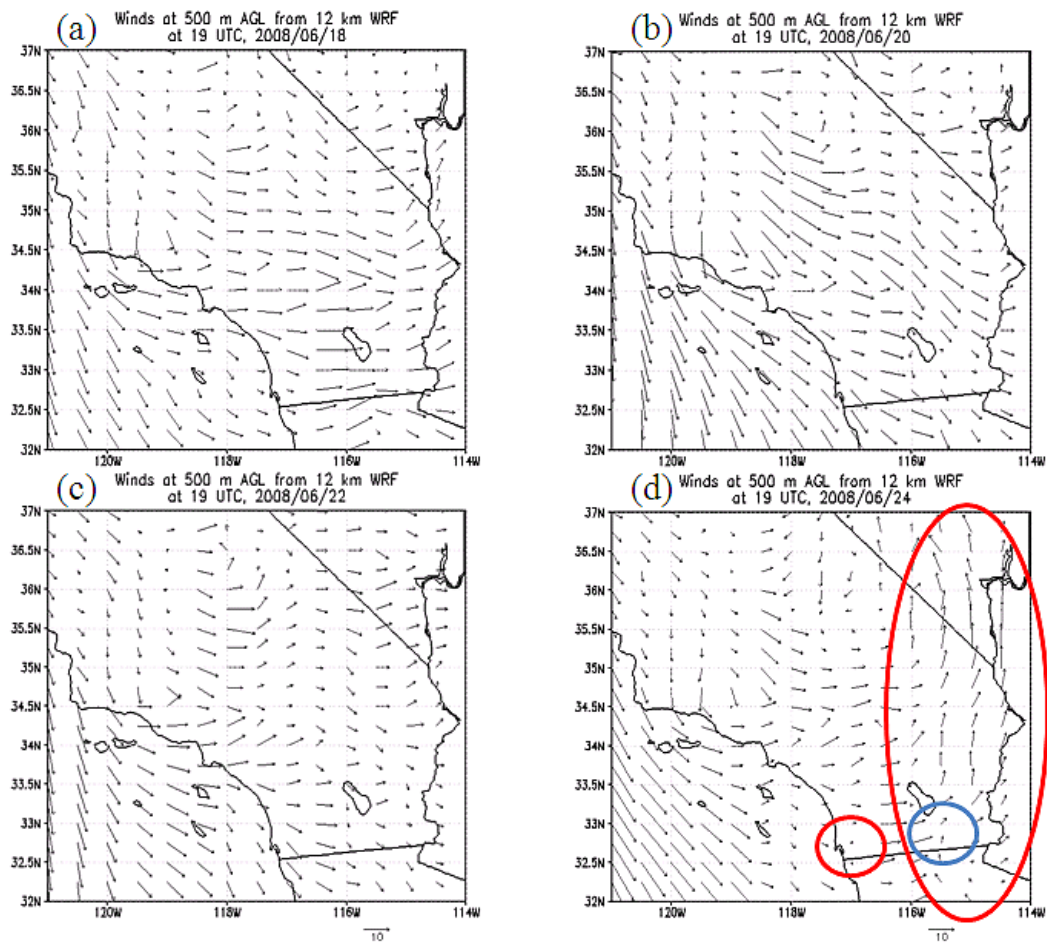 (a) Winds at 500 m AGL from 12 km WRF
at 19 UTC, 2008/06/18
37N
36.5N
36N
35.5N
35N
34.5N
34N
33.5N
33N
32.5N
32N
120W 118W 116W 114W
(b) Winds at 500 m AGL from 12 km WRF
at 19 UTC, 2008/06/20
37N
36.5N
36N
35.5N
35N
34.5N
34N
33.5N
33N
32.5N
32N
120W 118W 116W 114W
(c) Winds at 500 m AGL from 12 km WRF
at 19 UTC, 2008/06/22
37N
36.5N
36N
35.5N
35N
34.5N
34N
33.5N
33N
32.5N
32N
120W 118W 116W 114W
10
(d) Winds at 500 m AGL from 12 km WRF
at 19 UTC, 2008/06/24
37N
36.5N
36N
35.5N
35N
34.5N
34N
33.5N
33N
32.5N
32N
120W 118W 116W 114W
10